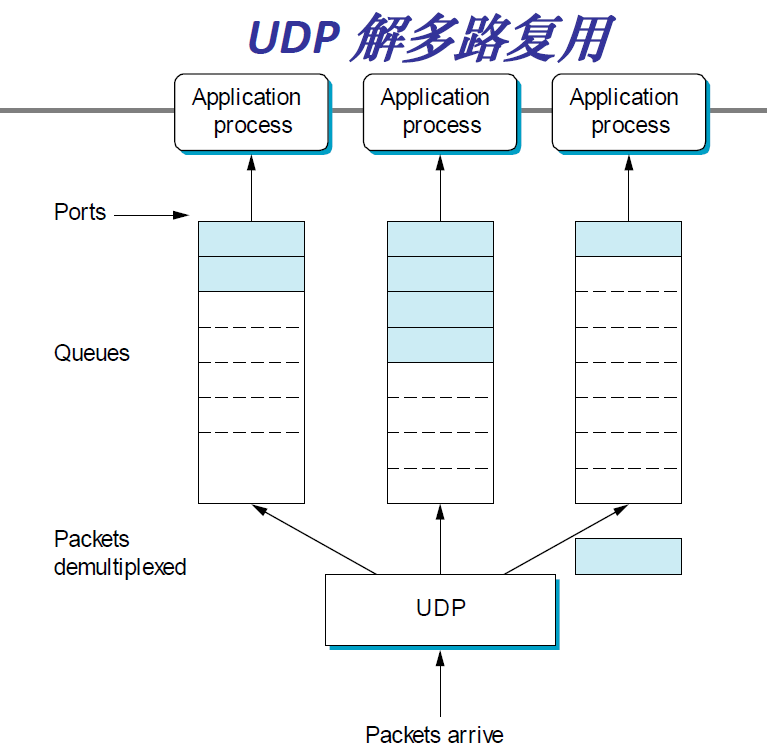 UDP 解多路复用
Application
process
Application
process
Application
process
Ports
Queues
Packets
demultiplexed
UDP
Packets arrive